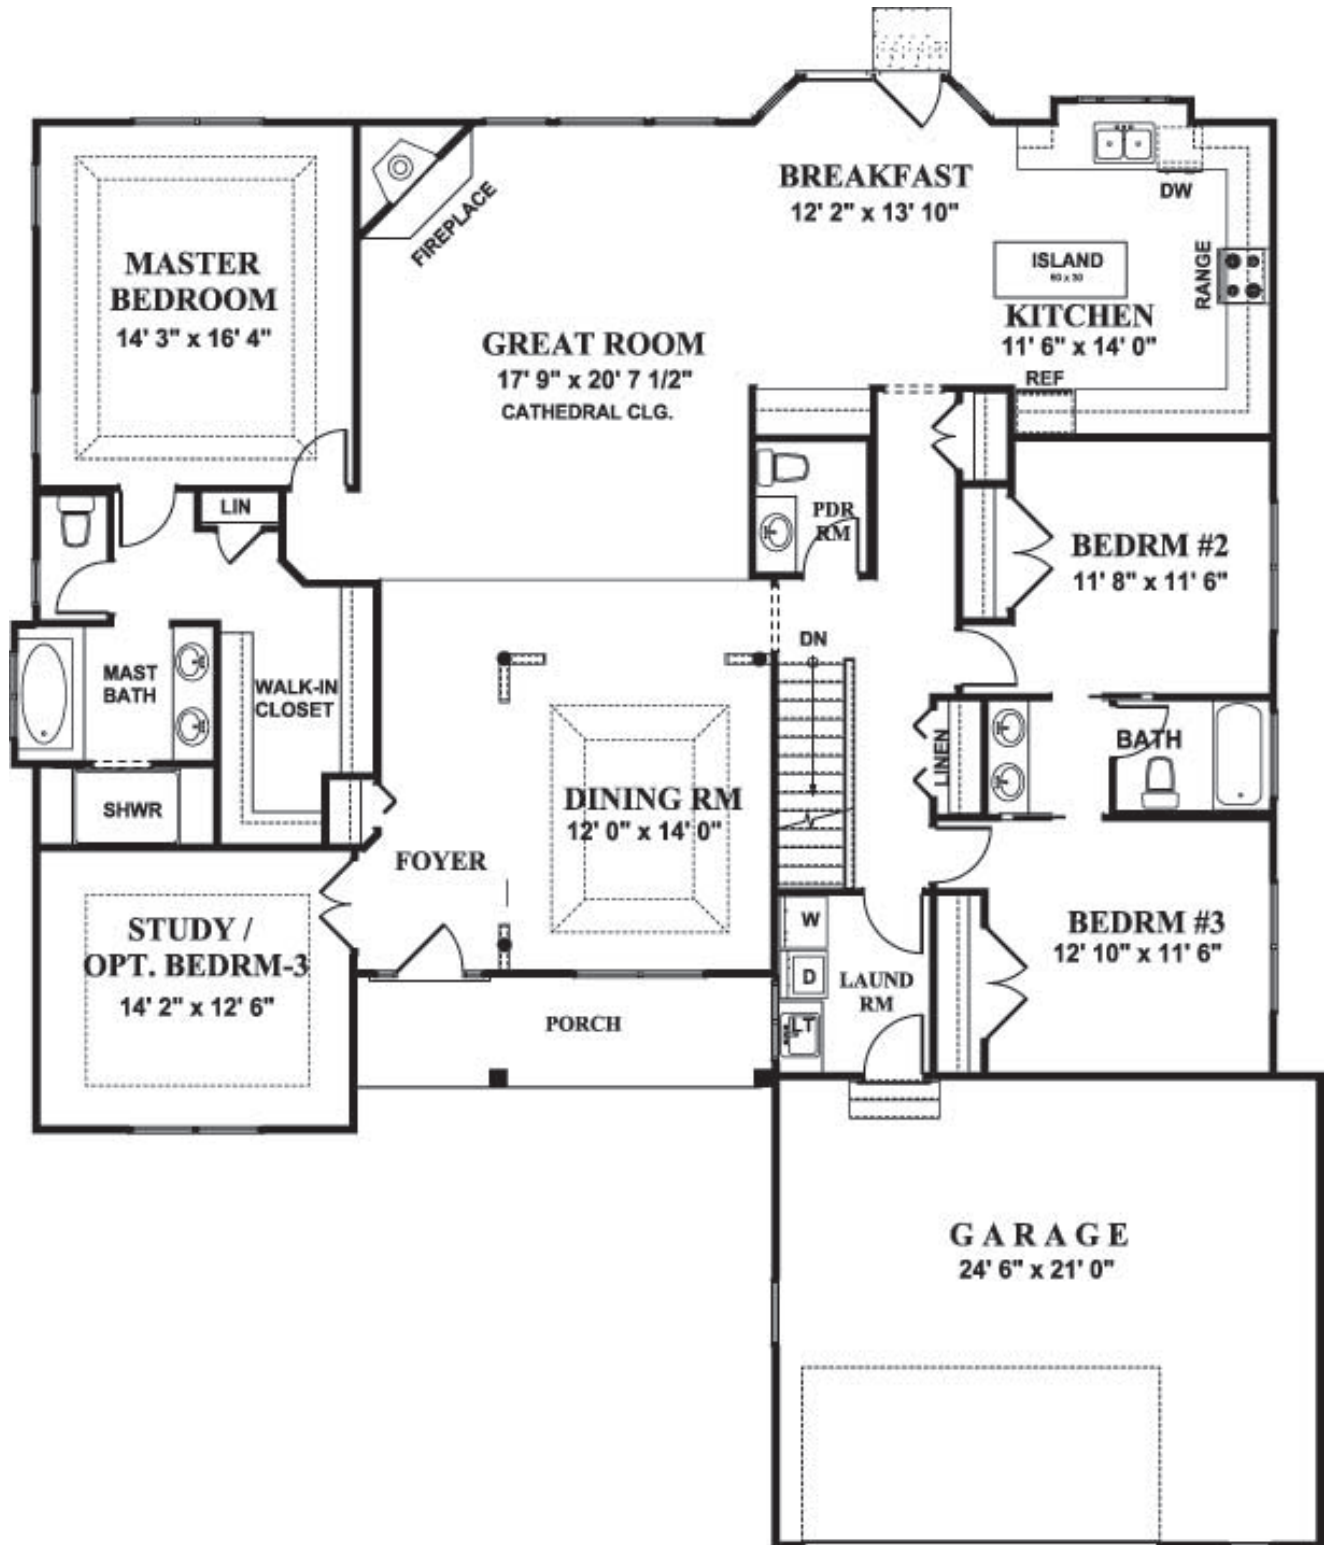 BREAKFAST
12' 2" x 13' 10"
DW
FIREPLACE
MASTER
BEDROOM
14' 3" x 16' 4"
ISLAND
60 x 30
RANGE
KITCHEN
11' 6" x 14' 0"
REF
GREAT ROOM
17' 9" x 20' 7 1/2"
CATHEDRAL CLG.
LIN
PDR
RM
BEDRM #2
11' 8" x 11' 6"
DN
MAST
BATH
WALK-IN
CLOSET
LINEN
BATH
SHWR
DINING RM
12' 0" x 14' 0"
FOYER
STUDY /
OPT. BEDRM-3
14' 2" x 12' 6"
W
D
LT
LAUND
RM
BEDRM #3
12' 10" x 11' 6"
PORCH
GARAGE
24' 6" x 21' 0"